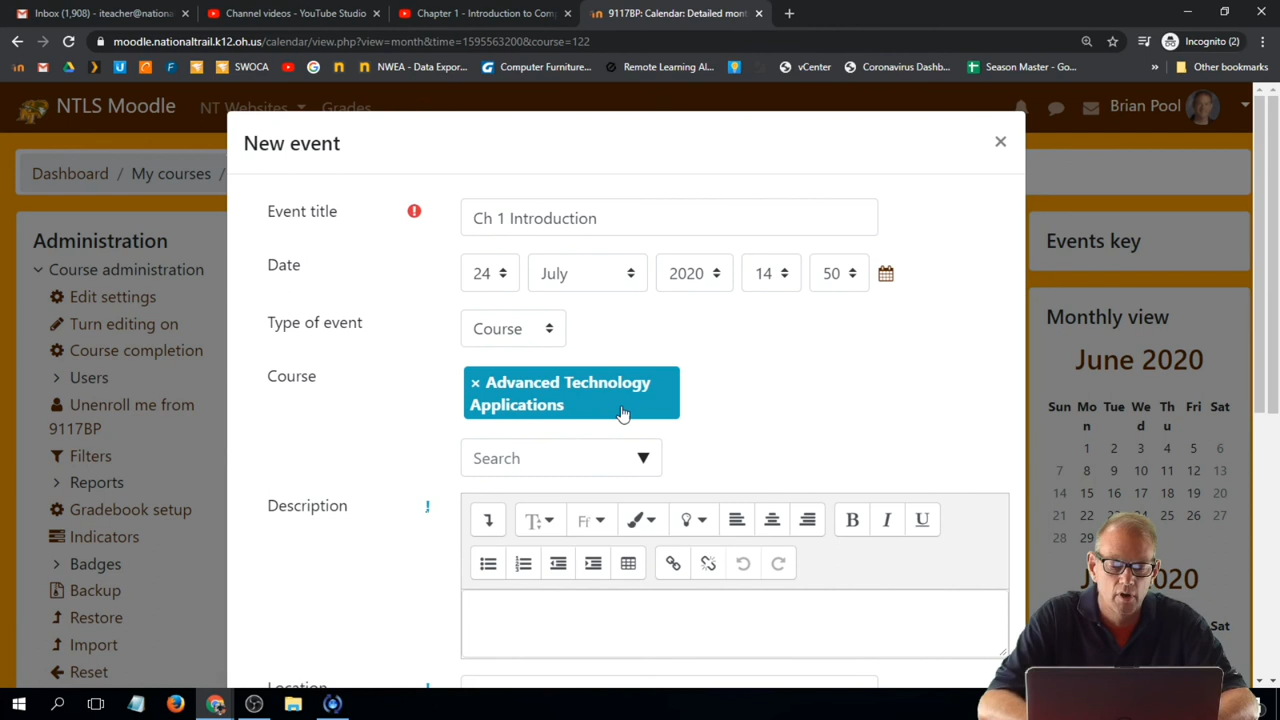 Inbox (1,908) - iteacher@nation
Channel videos - YouTube Studio
Chapter 1 - Introduction to Com
9117BP: Calendar: Detailed mont
moodle.nationaltrail.k12.oh.us/calendar/view.php?view=month&time=1595563200&course=122
Incognito (2)
SWOCA
NWEA - Data Expor...
Computer Furniture...
Remote Learning Al...
vCenter
Coronavirus Dashb...
Season Master - Go...
Other bookmarks
NTLS Moodle
NT Websites
Grades
Brian Pool
Dashboard / My courses /
New event
×
Administration
Course administration
Edit settings
Turn editing on
Course completion
Users
Unenroll me from
9117BP
Filters
Reports
Gradebook setup
Indicators
Badges
Backup
Restore
Import
Reset
Event title
Ch 1 Introduction
Date
24 July 2020 14 50
Type of event
Course
Course
× Advanced Technology
Applications
Search
Description
B I U
Events key
Monthly view
June 2020
Sun Mo Tue We Th Fri Sat
n d u
1 2 3 4 5 6
7 8 9 10 11 12 13
14 15 16 17 18 19 20
21 22 23 24 25 26 27
28 29
2020
Sat